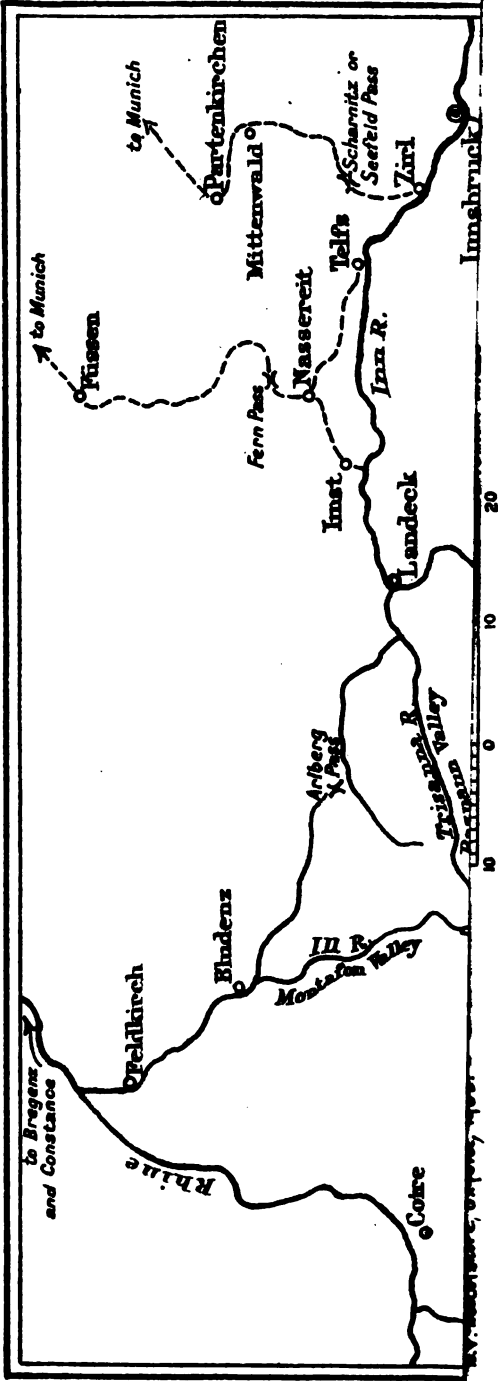 to Munich
Partenkirchen
Mittenwald
Scharnitz or
Seefeld Pass
Zirl
Innsbruck
to Munich
Füssen
Fern Pass
Nassereit
Telfs
Inn R.
Imst
Landeck
Arlberg
Pass
Trisanna R.
Valley
Bludenz
Ill R.
Montafon Valley
Feldkirch
to Bregenz
and Constance
Rhine
Coire
10
0
10
20